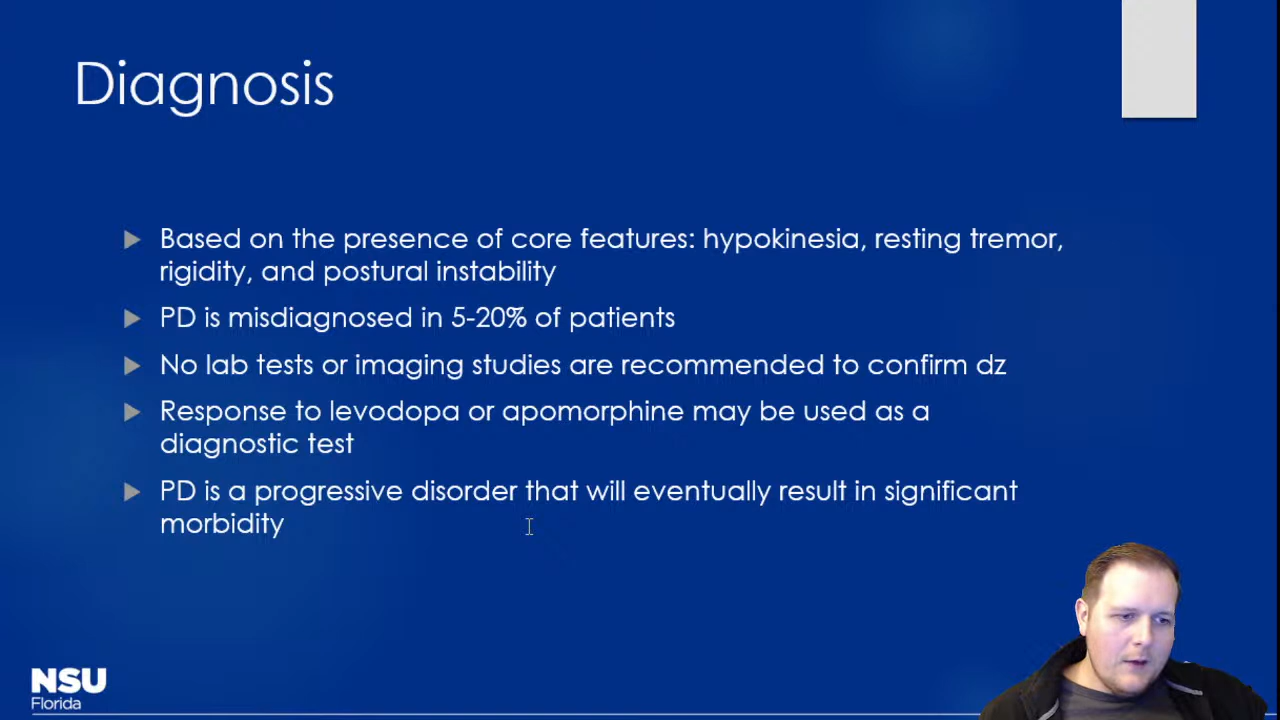 Diagnosis
Based on the presence of core features: hypokinesia, resting tremor,
rigidity, and postural instability
PD is misdiagnosed in 5-20% of patients
No lab tests or imaging studies are recommended to confirm dz
Response to levodopa or apomorphine may be used as a
diagnostic test
PD is a progressive disorder that will eventually result in significant
morbidity
NSU
Florida